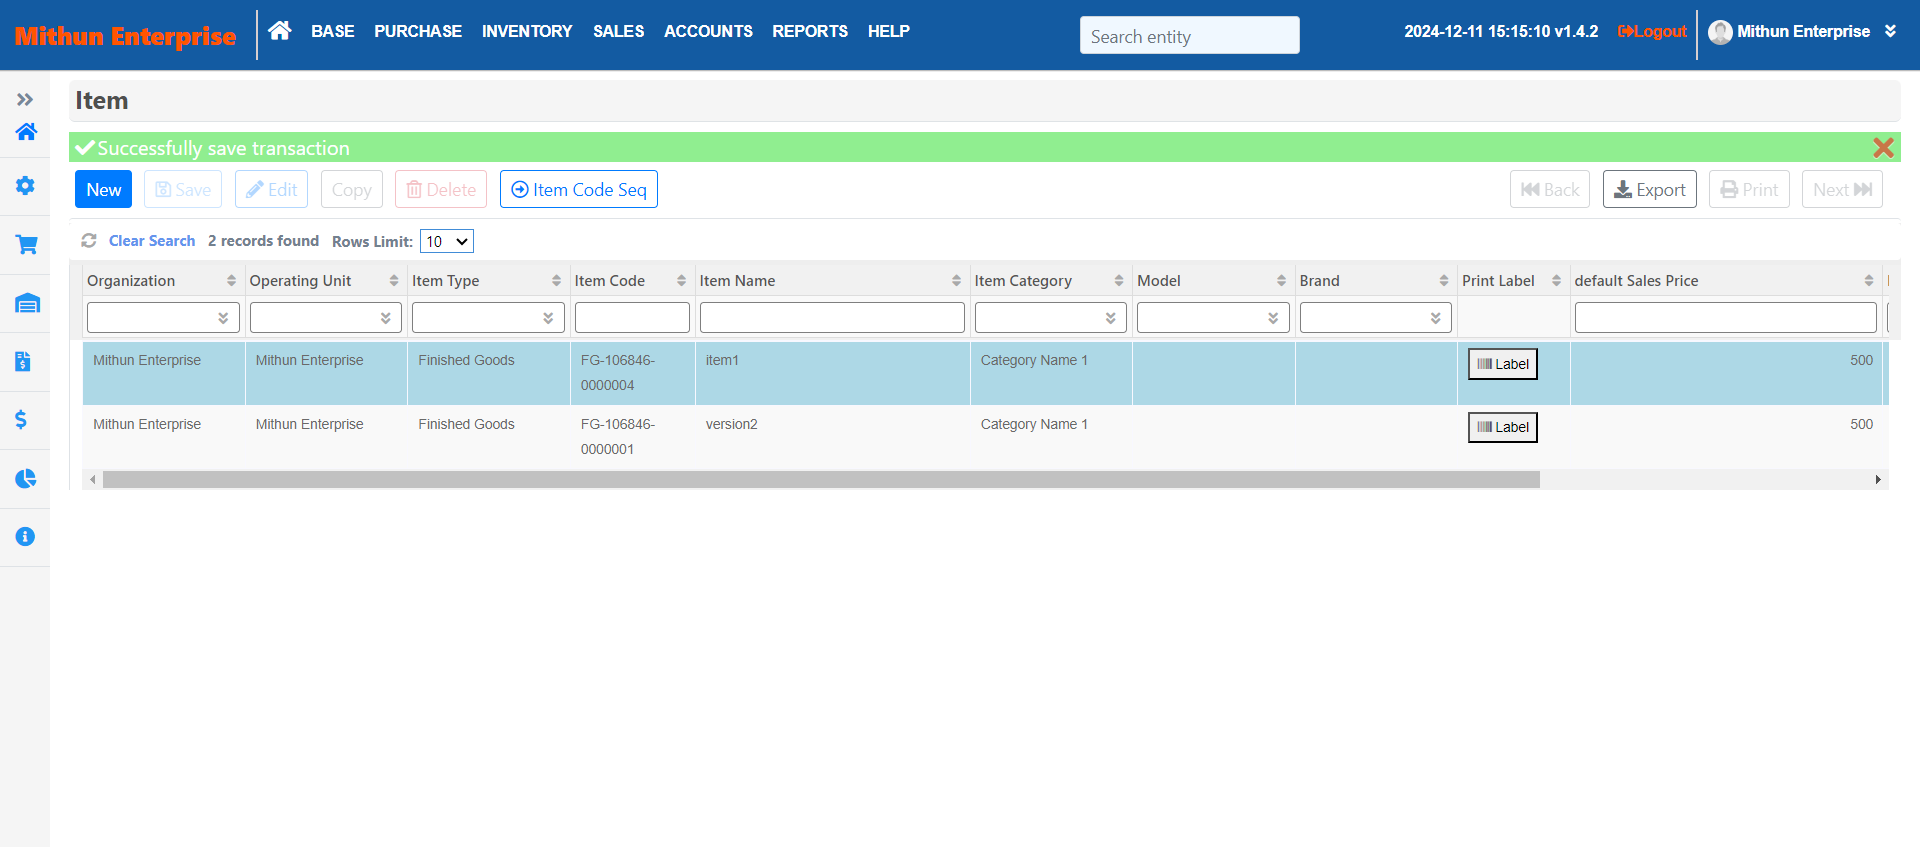 Mithun Enterprise BASE PURCHASE INVENTORY SALES ACCOUNTS REPORTS HELP Search entity 2024-12-11 15:15:10 v1.4.2 Logout Mithun Enterprise
Item
Successfully save transaction
New Save Edit Copy Delete Item Code Seq Back Export Print Next
Clear Search 2 records found Rows Limit: 10
Organization Operating Unit Item Type Item Code Item Name Item Category Model Brand Print Label default Sales Price
Mithun Enterprise Mithun Enterprise Finished Goods FG-106846- item1 Category Name 1 Label 500
0000004
Mithun Enterprise Mithun Enterprise Finished Goods FG-106846- version2 Category Name 1 Label 500
0000001